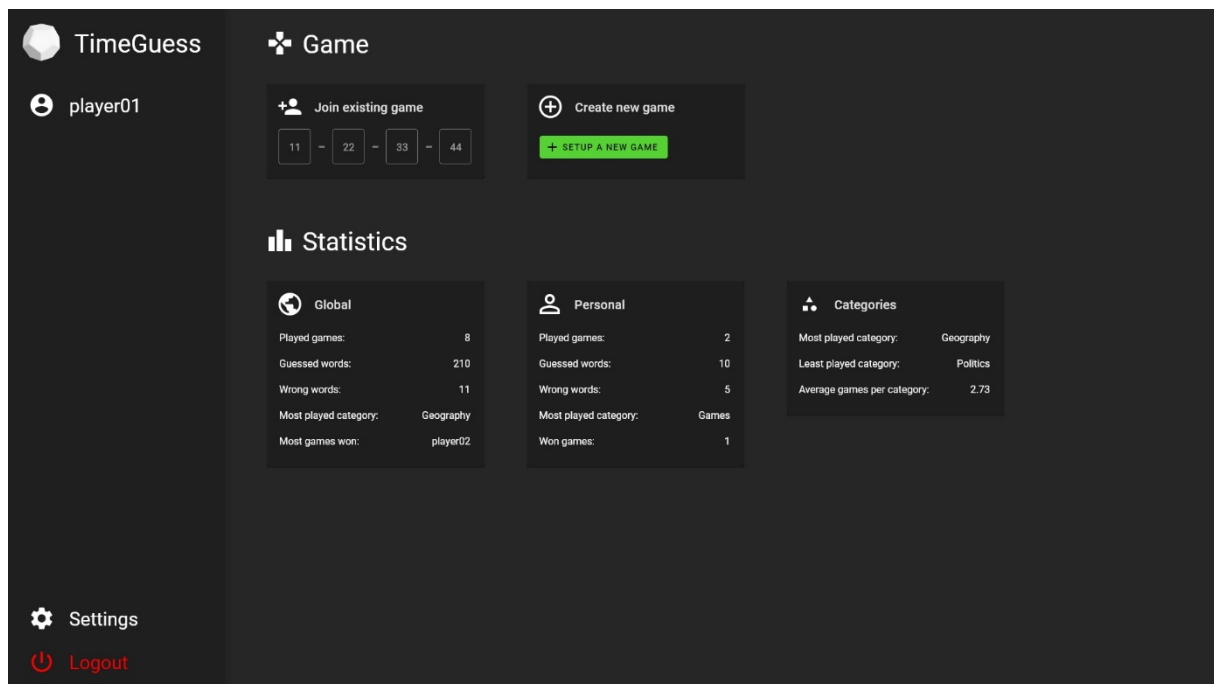 TimeGuess
player01
Settings
Logout
Game
Join existing game
11 - 22 - 33 - 44
Create new game
+ SETUP A NEW GAME
Statistics
Global
Played games: 8
Guessed words: 210
Wrong words: 11
Most played category: Geography
Most games won: player02
Personal
Played games: 2
Guessed words: 10
Wrong words: 5
Most played category: Games
Won games: 1
Categories
Most played category: Geography
Least played category: Politics
Average games per category: 2.73